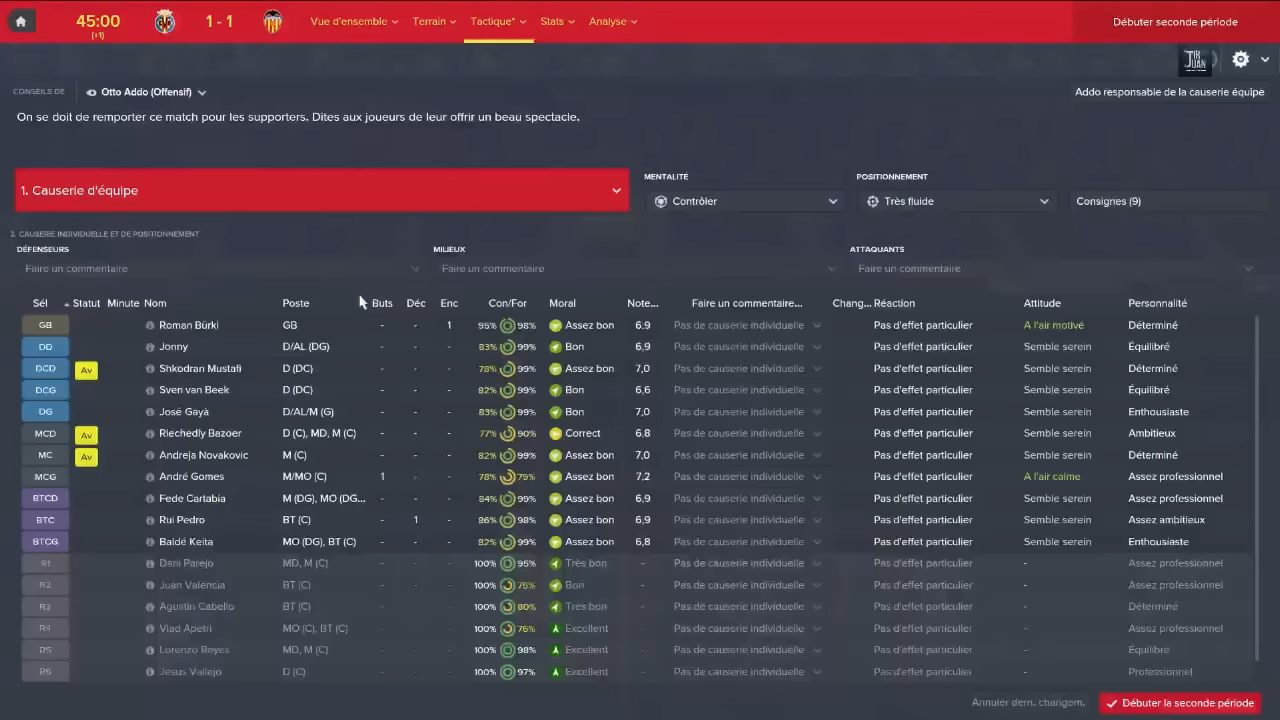 45:00 (+1) 1 - 1 Vue d'ensemble Terrain Tactique* Stats Analyse Débuter seconde période
JUAN
CONSEILS DE Otto Addo (Offensif) Addo responsable de la causerie équipe
On se doit de remporter ce match pour les supporters. Dites aux joueurs de leur offrir un beau spectacle.
MENTALITÉ POSITIONNEMENT
1. Causerie d'équipe Contrôler Très fluide Consignes (9)
2. CAUSERIE INDIVIDUELLE ET DE POSITIONNEMENT
DÉFENSEURS MILIEUX ATTAQUANTS
Faire un commentaire Faire un commentaire Faire un commentaire
Sél Statut Minute Nom Poste Buts Déc Enc Con/For Moral Note... Faire un commentaire... Chang... Réaction Attitude Personnalité
GB Roman Bürki GB - - 1 95% 98% Assez bon 6,9 Pas de causerie individuelle Pas d'effet particulier A l'air motivé Déterminé
DD Jonny D/AL (DG) - - - 83% 99% Bon 6,9 Pas de causerie individuelle Pas d'effet particulier Semble serein Équilibré
DCD Av Shkodran Mustafi D (DC) - - - 78% 99% Assez bon 7,0 Pas de causerie individuelle Pas d'effet particulier Semble serein Déterminé
DCG Sven van Beek D (DC) - - - 82% 99% Bon 6,6 Pas de causerie individuelle Pas d'effet particulier Semble serein Équilibré
DG José Gayà D/AL/M (G) - - - 83% 99% Bon 7,0 Pas de causerie individuelle Pas d'effet particulier Semble serein Enthousiaste
MCD Av Riechedly Bazoer D (C), MD, M (C) - - - 77% 90% Correct 6,8 Pas de causerie individuelle Pas d'effet particulier Semble serein Ambitieux
MC Av Andreja Novakovic M (C) - - - 82% 99% Assez bon 7,0 Pas de causerie individuelle Pas d'effet particulier Semble serein Déterminé
MCG André Gomes M/MO (C) 1 - - 78% 79% Assez bon 7,2 Pas de causerie individuelle Pas d'effet particulier A l'air calme Assez professionnel
BTCD Fede Cartabia M (DG), MO (DG... - - - 84% 99% Assez bon 6,9 Pas de causerie individuelle Pas d'effet particulier Semble serein Assez professionnel
BTC Rui Pedro BT (C) - 1 - 86% 98% Assez bon 6,9 Pas de causerie individuelle Pas d'effet particulier Semble serein Assez ambitieux
BTCG Baldé Keita MO (DG), BT (C) - - - 82% 99% Assez bon 6,8 Pas de causerie individuelle Pas d'effet particulier Semble serein Enthousiaste
R1 Dani Parejo MD, M (C) - - - 100% 95% Très bon - Pas de causerie individuelle Pas d'effet particulier - Assez professionnel
R2 Juan Valencia BT (C) - - - 100% 75% Bon - Pas de causerie individuelle Pas d'effet particulier - Assez professionnel
R3 Agustín Cabello BT (C) - - - 100% 80% Très bon - Pas de causerie individuelle Pas d'effet particulier - Déterminé
R4 Vlad Apetri MO (C), BT (C) - - - 100% 76% Excellent - Pas de causerie individuelle Pas d'effet particulier - Assez professionnel
R5 Lorenzo Reyes MD, M (C) - - - 100% 98% Excellent - Pas de causerie individuelle Pas d'effet particulier - Équilibré
R6 Jesus Vallejo D (C) - - - 100% 97% Excellent - Pas de causerie individuelle Pas d'effet particulier - Professionnel
Annuler dern. changem. Débuter la seconde période